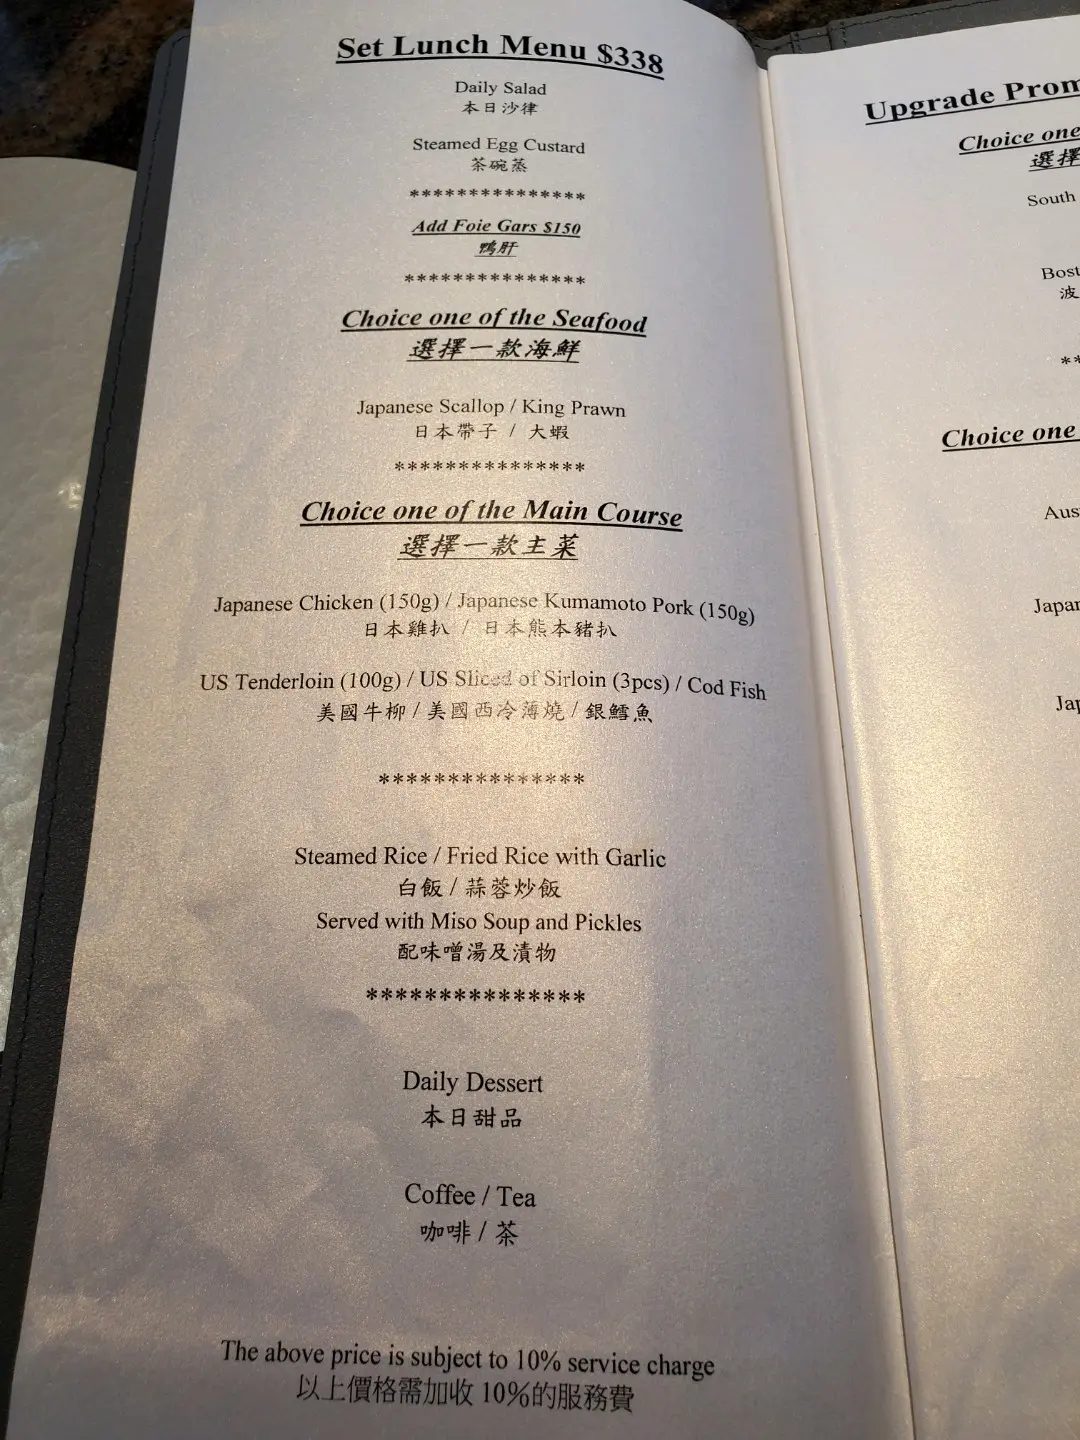 Set Lunch Menu $338
Daily Salad
本日沙律
Steamed Egg Custard
茶碗蒸
***************
Add Foie Gars $150
鴨肝
***************
Choice one of the Seafood
選擇一款海鮮
Japanese Scallop / King Prawn
日本帶子 / 大蝦
***************
Choice one of the Main Course
選擇一款主菜
Japanese Chicken (150g) / Japanese Kumamoto Pork (150g)
日本雞扒 / 日本熊本豬扒
US Tenderloin (100g) / US Sliced of Sirloin (3pcs) / Cod Fish
美國牛柳 / 美國西冷薄燒 / 銀鱈魚
***************
Steamed Rice / Fried Rice with Garlic
白飯 / 蒜蓉炒飯
Served with Miso Soup and Pickles
配味噌湯及漬物
***************
Daily Dessert
本日甜品
Coffee / Tea
咖啡 / 茶
The above price is subject to 10% service charge
以上價格需加收 10%的服務費
Upgrade Prom
Choice one
選擇
South
Bost
波
**
Choice one
Aus
Japan
Jap